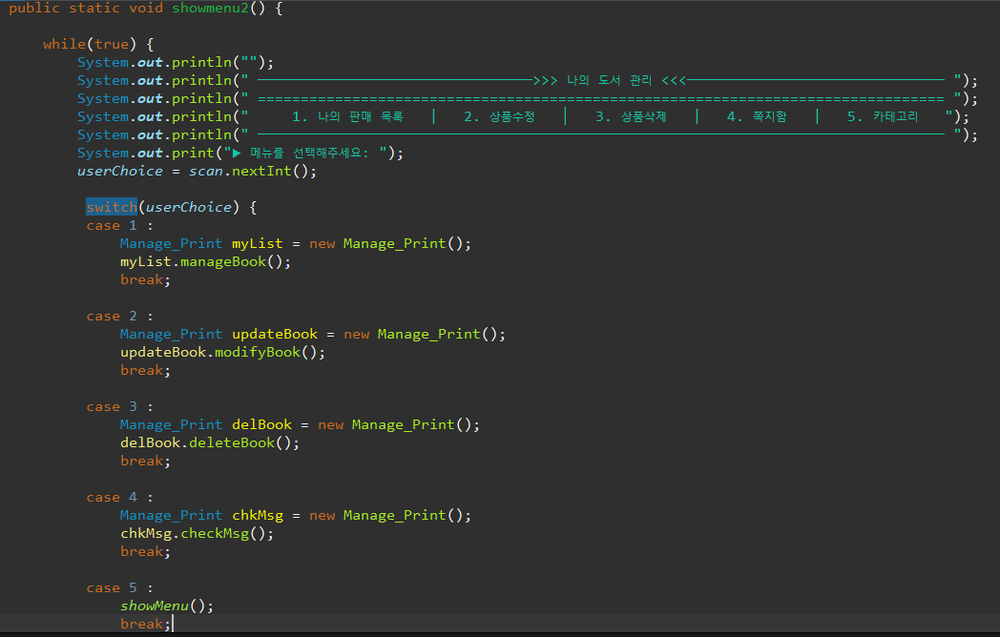 public static void showmenu2() {
while(true) {
System.out.println("");
System.out.println(" ────────────────────────────────>>> 나의 도서 관리 <<<────────────────────────────── ");
System.out.println(" ================================================================================ ");
System.out.println("     1. 나의 판매 목록   |   2. 상품수정   |   3. 상품삭제   |   4. 쪽지함   |   5. 카테고리   ");
System.out.println(" ──────────────────────────────────────────────────────────────────────────────── ");
System.out.print("▶ 메뉴를 선택해주세요: ");
userChoice = scan.nextInt();
switch(userChoice) {
case 1 :
Manage_Print myList = new Manage_Print();
myList.manageBook();
break;
case 2 :
Manage_Print updateBook = new Manage_Print();
updateBook.modifyBook();
break;
case 3 :
Manage_Print delBook = new Manage_Print();
delBook.deleteBook();
break;
case 4 :
Manage_Print chkMsg = new Manage_Print();
chkMsg.checkMsg();
break;
case 5 :
showMenu();
break;